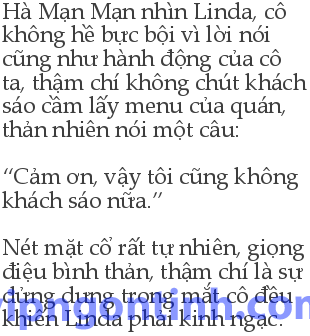 Hà Mạn Mạn nhìn Linda, cô
không hề bực bội vì lời nói
cũng như hành động của cô
ta, thậm chí không chút khách
sáo cầm lấy menu của quán,
thản nhiên nói một câu:
“Cảm ơn, vậy tôi cũng không
khách sáo nữa.”
Nét mặt cổ rất tự nhiên, giọng
điệu bình thản, thậm chí là sự
dửng dưng trong mắt cô đều
khiến Linda phải kinh ngạc.
vipngontinh.com